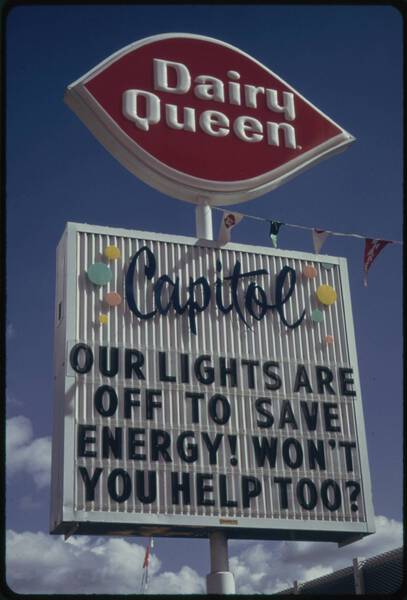 Dairy
Queen
Capitol
OUR LIGHTS ARE
OFF TO SAVE
ENERGY! WON'T
YOU HELP TOO?